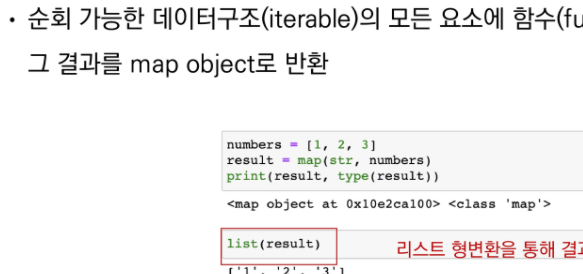 • 순회 가능한 데이터구조(iterable)의 모든 요소에 함수(fu
그 결과를 map object로 반환
numbers = [1, 2, 3]
result = map(str, numbers)
print(result, type(result))
<map object at 0x10e2ca100> <class 'map'>
list(result)
리스트 형변환을 통해 결과
['1', '2', '3']